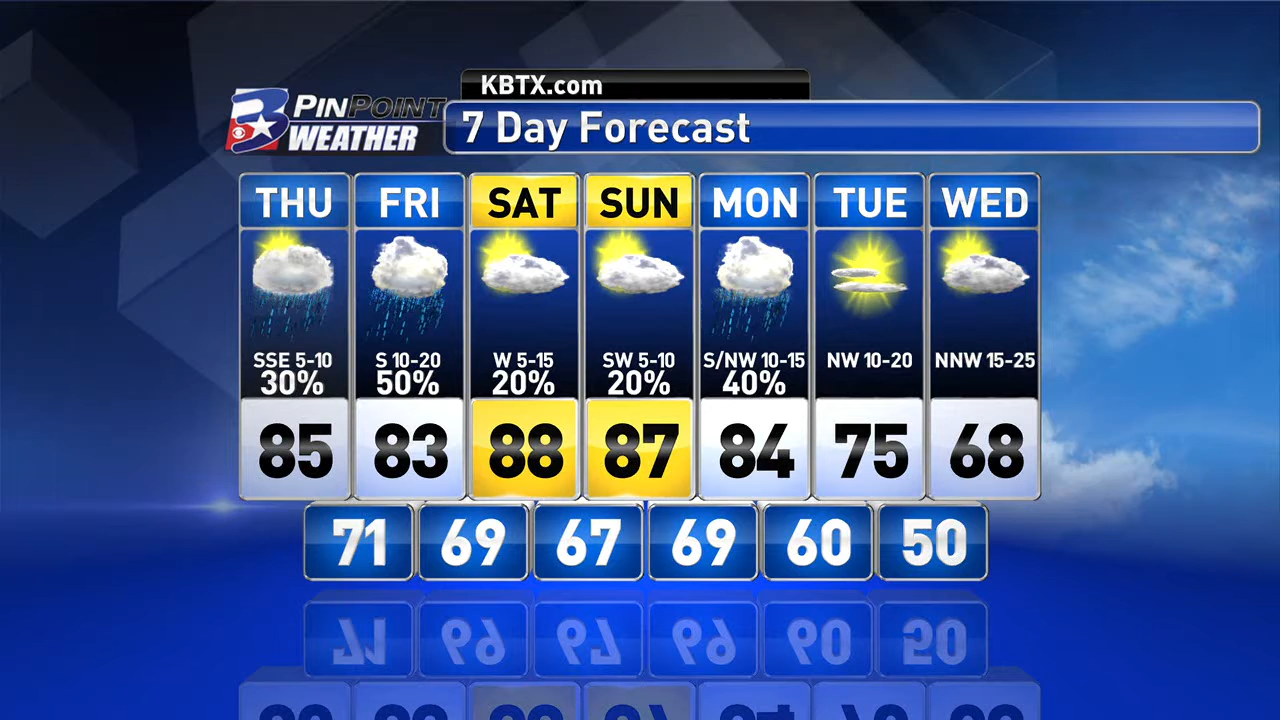 KBTX.com
3 PINPOINT
WEATHER
7 Day Forecast
THU FRI SAT SUN MON TUE WED
SSE 5-10 S 10-20 W 5-15 SW 5-10 S/NW 10-15 NW 10-20 NNW 15-25
30% 50% 20% 20% 40%
85 83 88 87 84 75 68
71 69 67 69 60 50